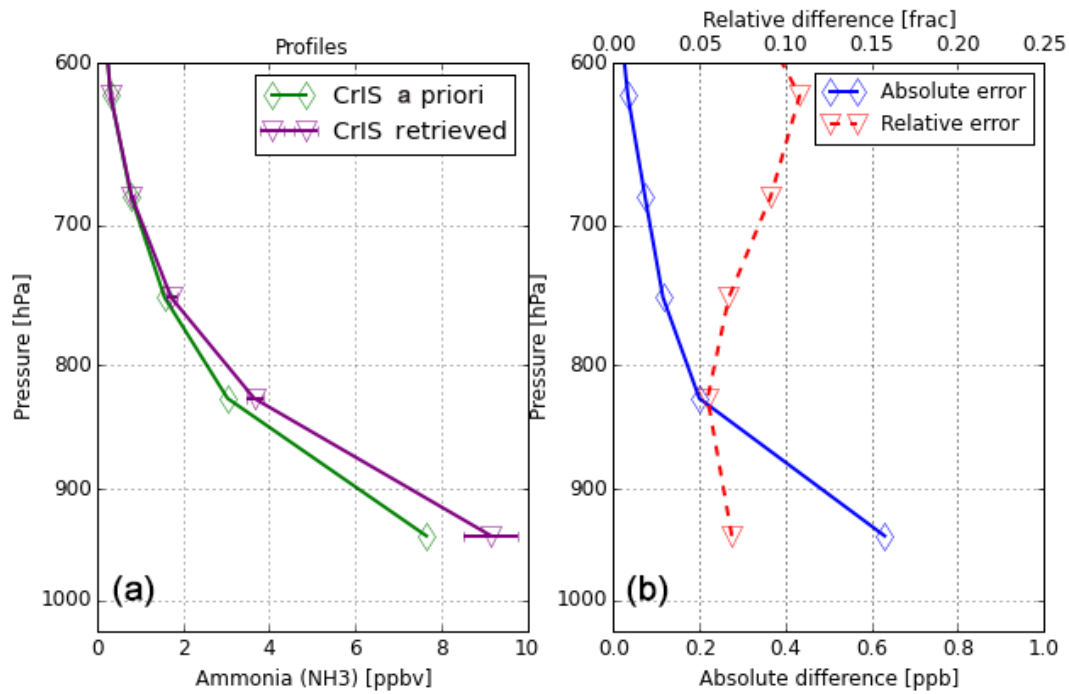 Profiles
600
700
800
900
1000
Pressure [hPa]
CrIS a priori
CrIS retrieved
(a)
0 2 4 6 8 10
Ammonia (NH3) [ppbv]
Relative difference [frac]
0.00 0.05 0.10 0.15 0.20 0.25
600
700
800
900
1000
Pressure [hPa]
Absolute error
Relative error
(b)
0.0 0.2 0.4 0.6 0.8 1.0
Absolute difference [ppb]